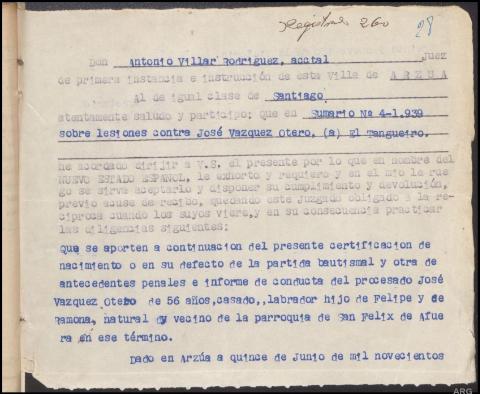 Registrado 260
28
Don Antonio Villar Rodriguez, acctal , Juez
de primera instancia e instrucción de esta Villa de A R Z Ú A
Al de igual clase de Santiago
atentamente saludo y participo: que en Sumario Nº 4-1.939
sobre lesiones contra José Vazquez Otero. (a) El Tangueiro.
he acordado dirijir a V.S. el presente por lo que en nombre del
NUEVO ESTADO ESPAÑOL, le exhorto y requiero y en el mio le rue
go se sirva aceptarlo y disponer su cumplimiento y devolución,
previo acuse de recibo, quedando este Juzgado obligado a la re-
cíproca cuando los suyos viere, y en su consecuencia practicar
las diligencias siguientes:
Que se aporten a continuacion del presente certificacion de
nacimiento o en su defecto de la partida bautismal y otra de
antecedentes penales e informe de conducta del procesado José
Vazquez Otero de 56 años, casado,,labrador hijo de Felipe y de
Ramona, natural y vecino de la parroquia de San Felix de Afue
ra en ese término.
Dado en Arzúa a quince de Junio de mil novecientos
ARG